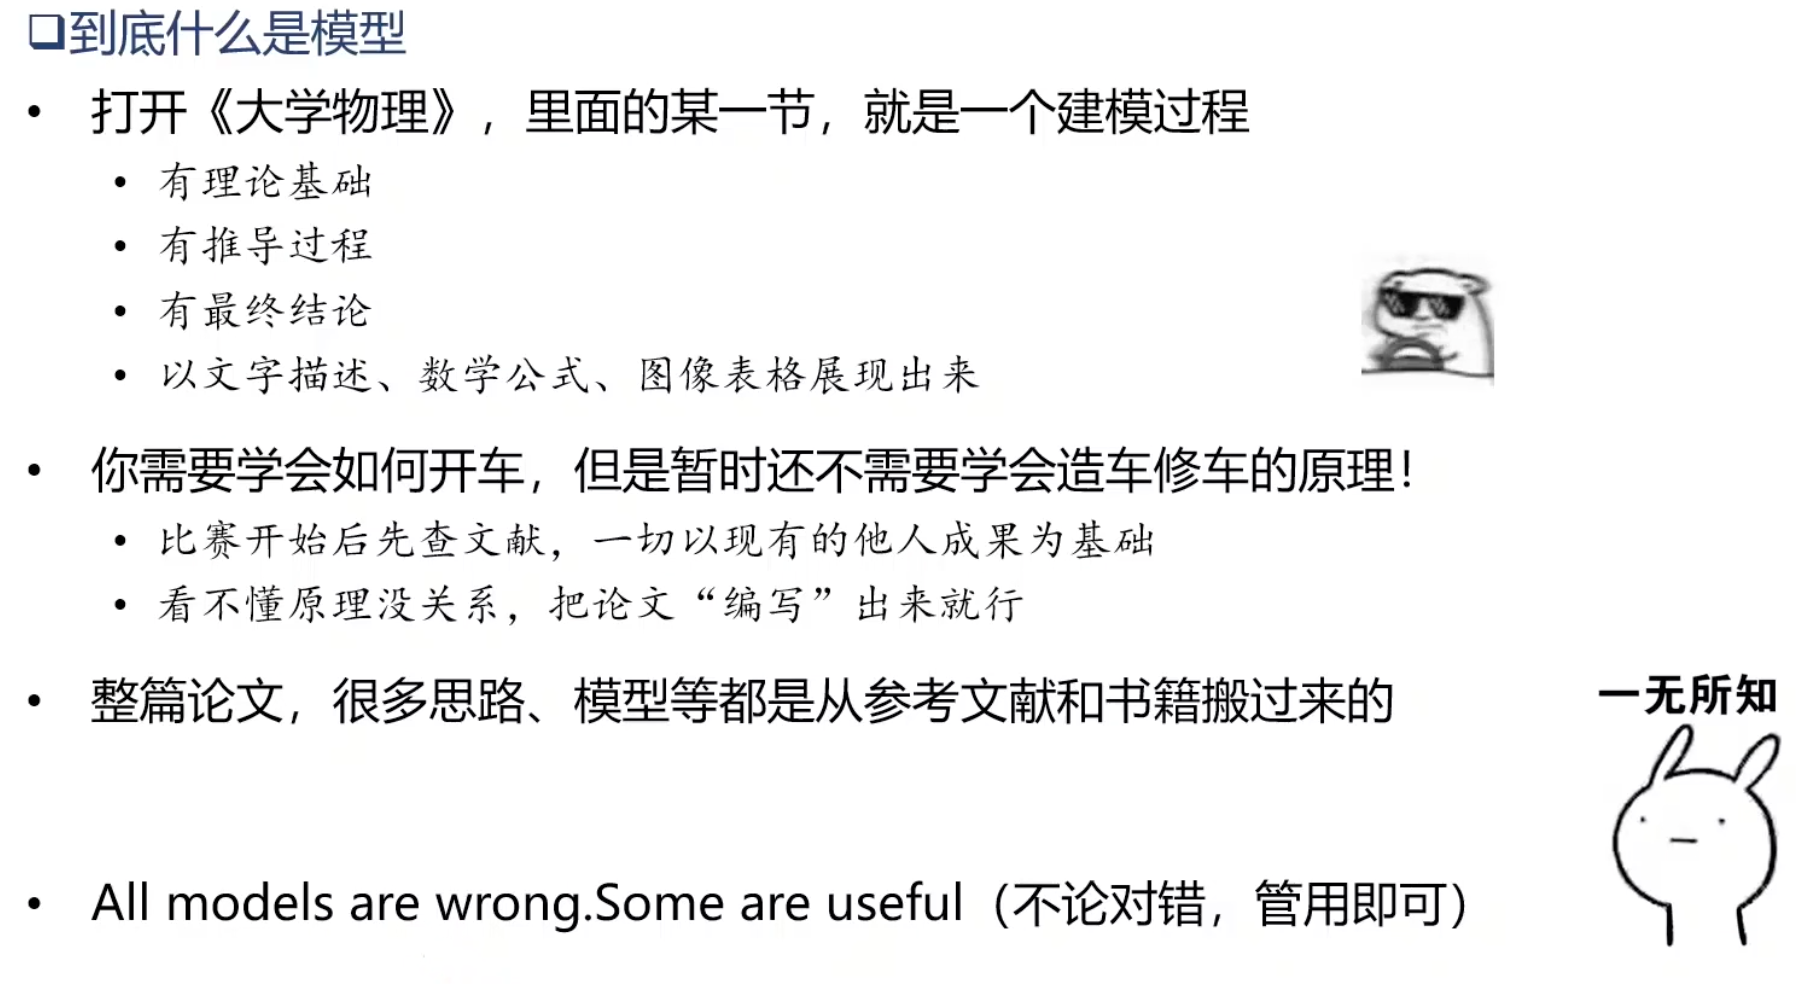 ❑到底什么是模型
• 打开《大学物理》，里面的某一节，就是一个建模过程
• 有理论基础
• 有推导过程
• 有最终结论
• 以文字描述、数学公式、图像表格展现出来
• 你需要学会如何开车，但是暂时还不需要学会造车修车的原理！
• 比赛开始后先查文献，一切以现有的他人成果为基础
• 看不懂原理没关系，把论文“编写”出来就行
• 整篇论文，很多思路、模型等都是从参考文献和书籍搬过来的
一无所知
• All models are wrong.Some are useful（不论对错，管用即可）